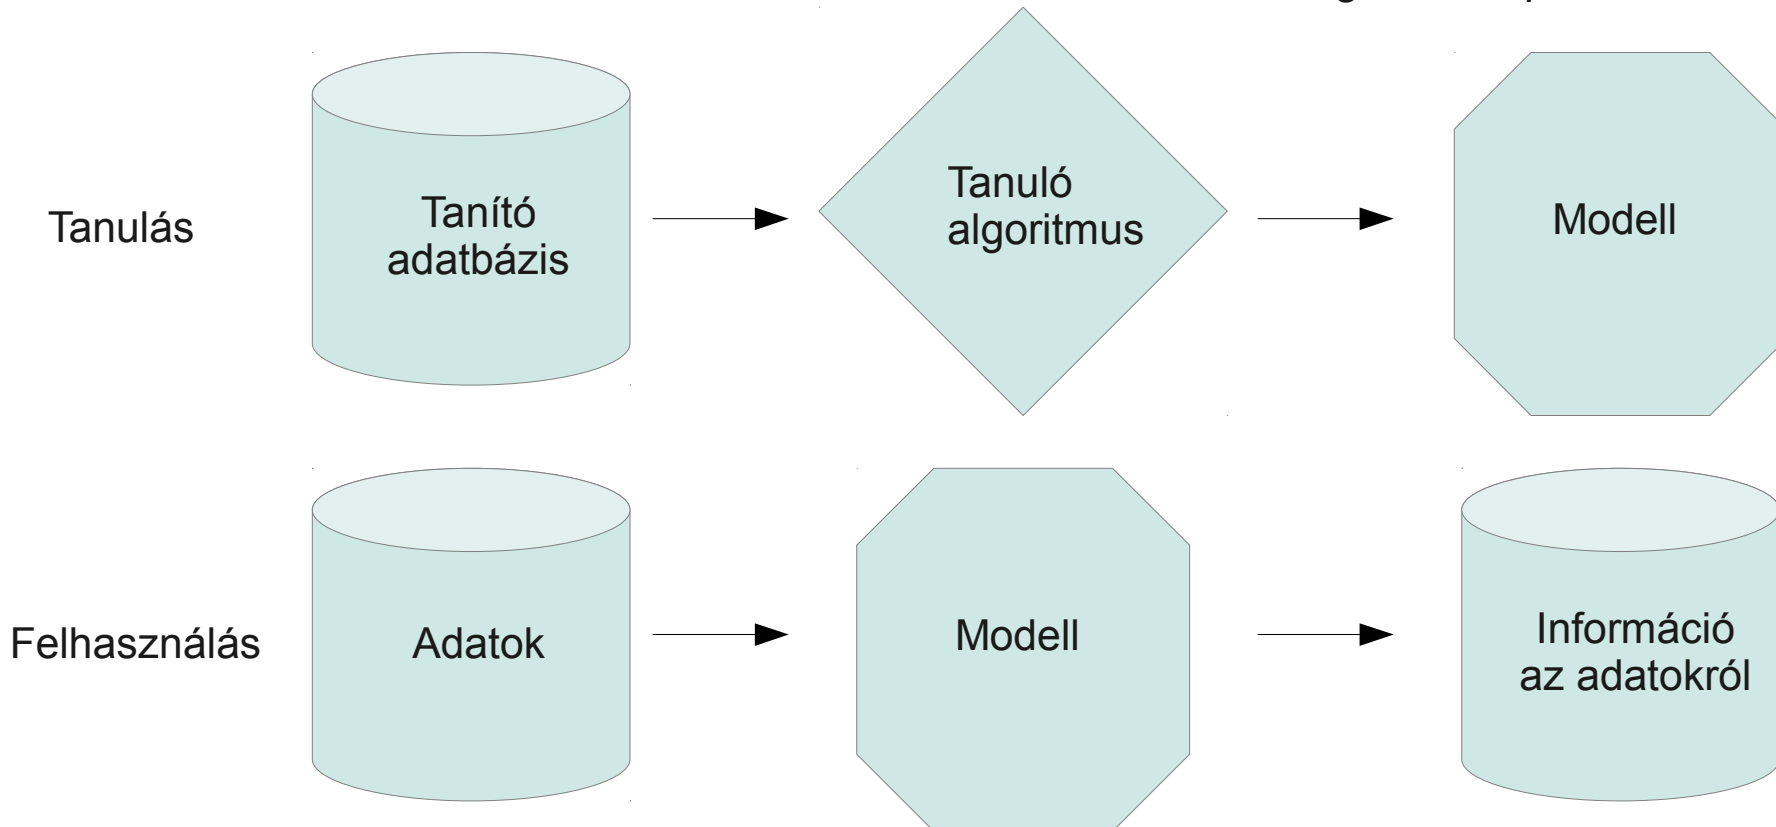 Tanulás
Tanító
adatbázis
Tanuló
algoritmus
Modell
Felhasználás
Adatok
Modell
Információ
az adatokról